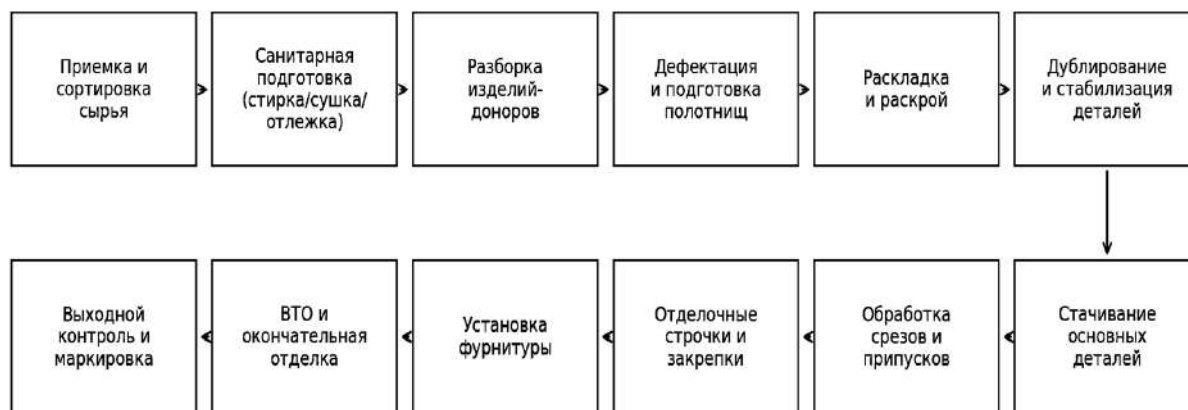 Приемка и
сортировка
сырья
Санитарная
подготовка
(стирка/сушка/
отлежка)
Разборка
изделий-
доноров
Дефектация
и подготовка
полотнищ
Раскладка
и раскрой
Дублирование
и стабилизация
деталей
Выходной
контроль и
маркировка
ВТО и
окончательная
отделка
Установка
фурнитуры
Отделочные
строчки и
закрепки
Обработка
срезов и
припусков
Стачивание
основных
деталей